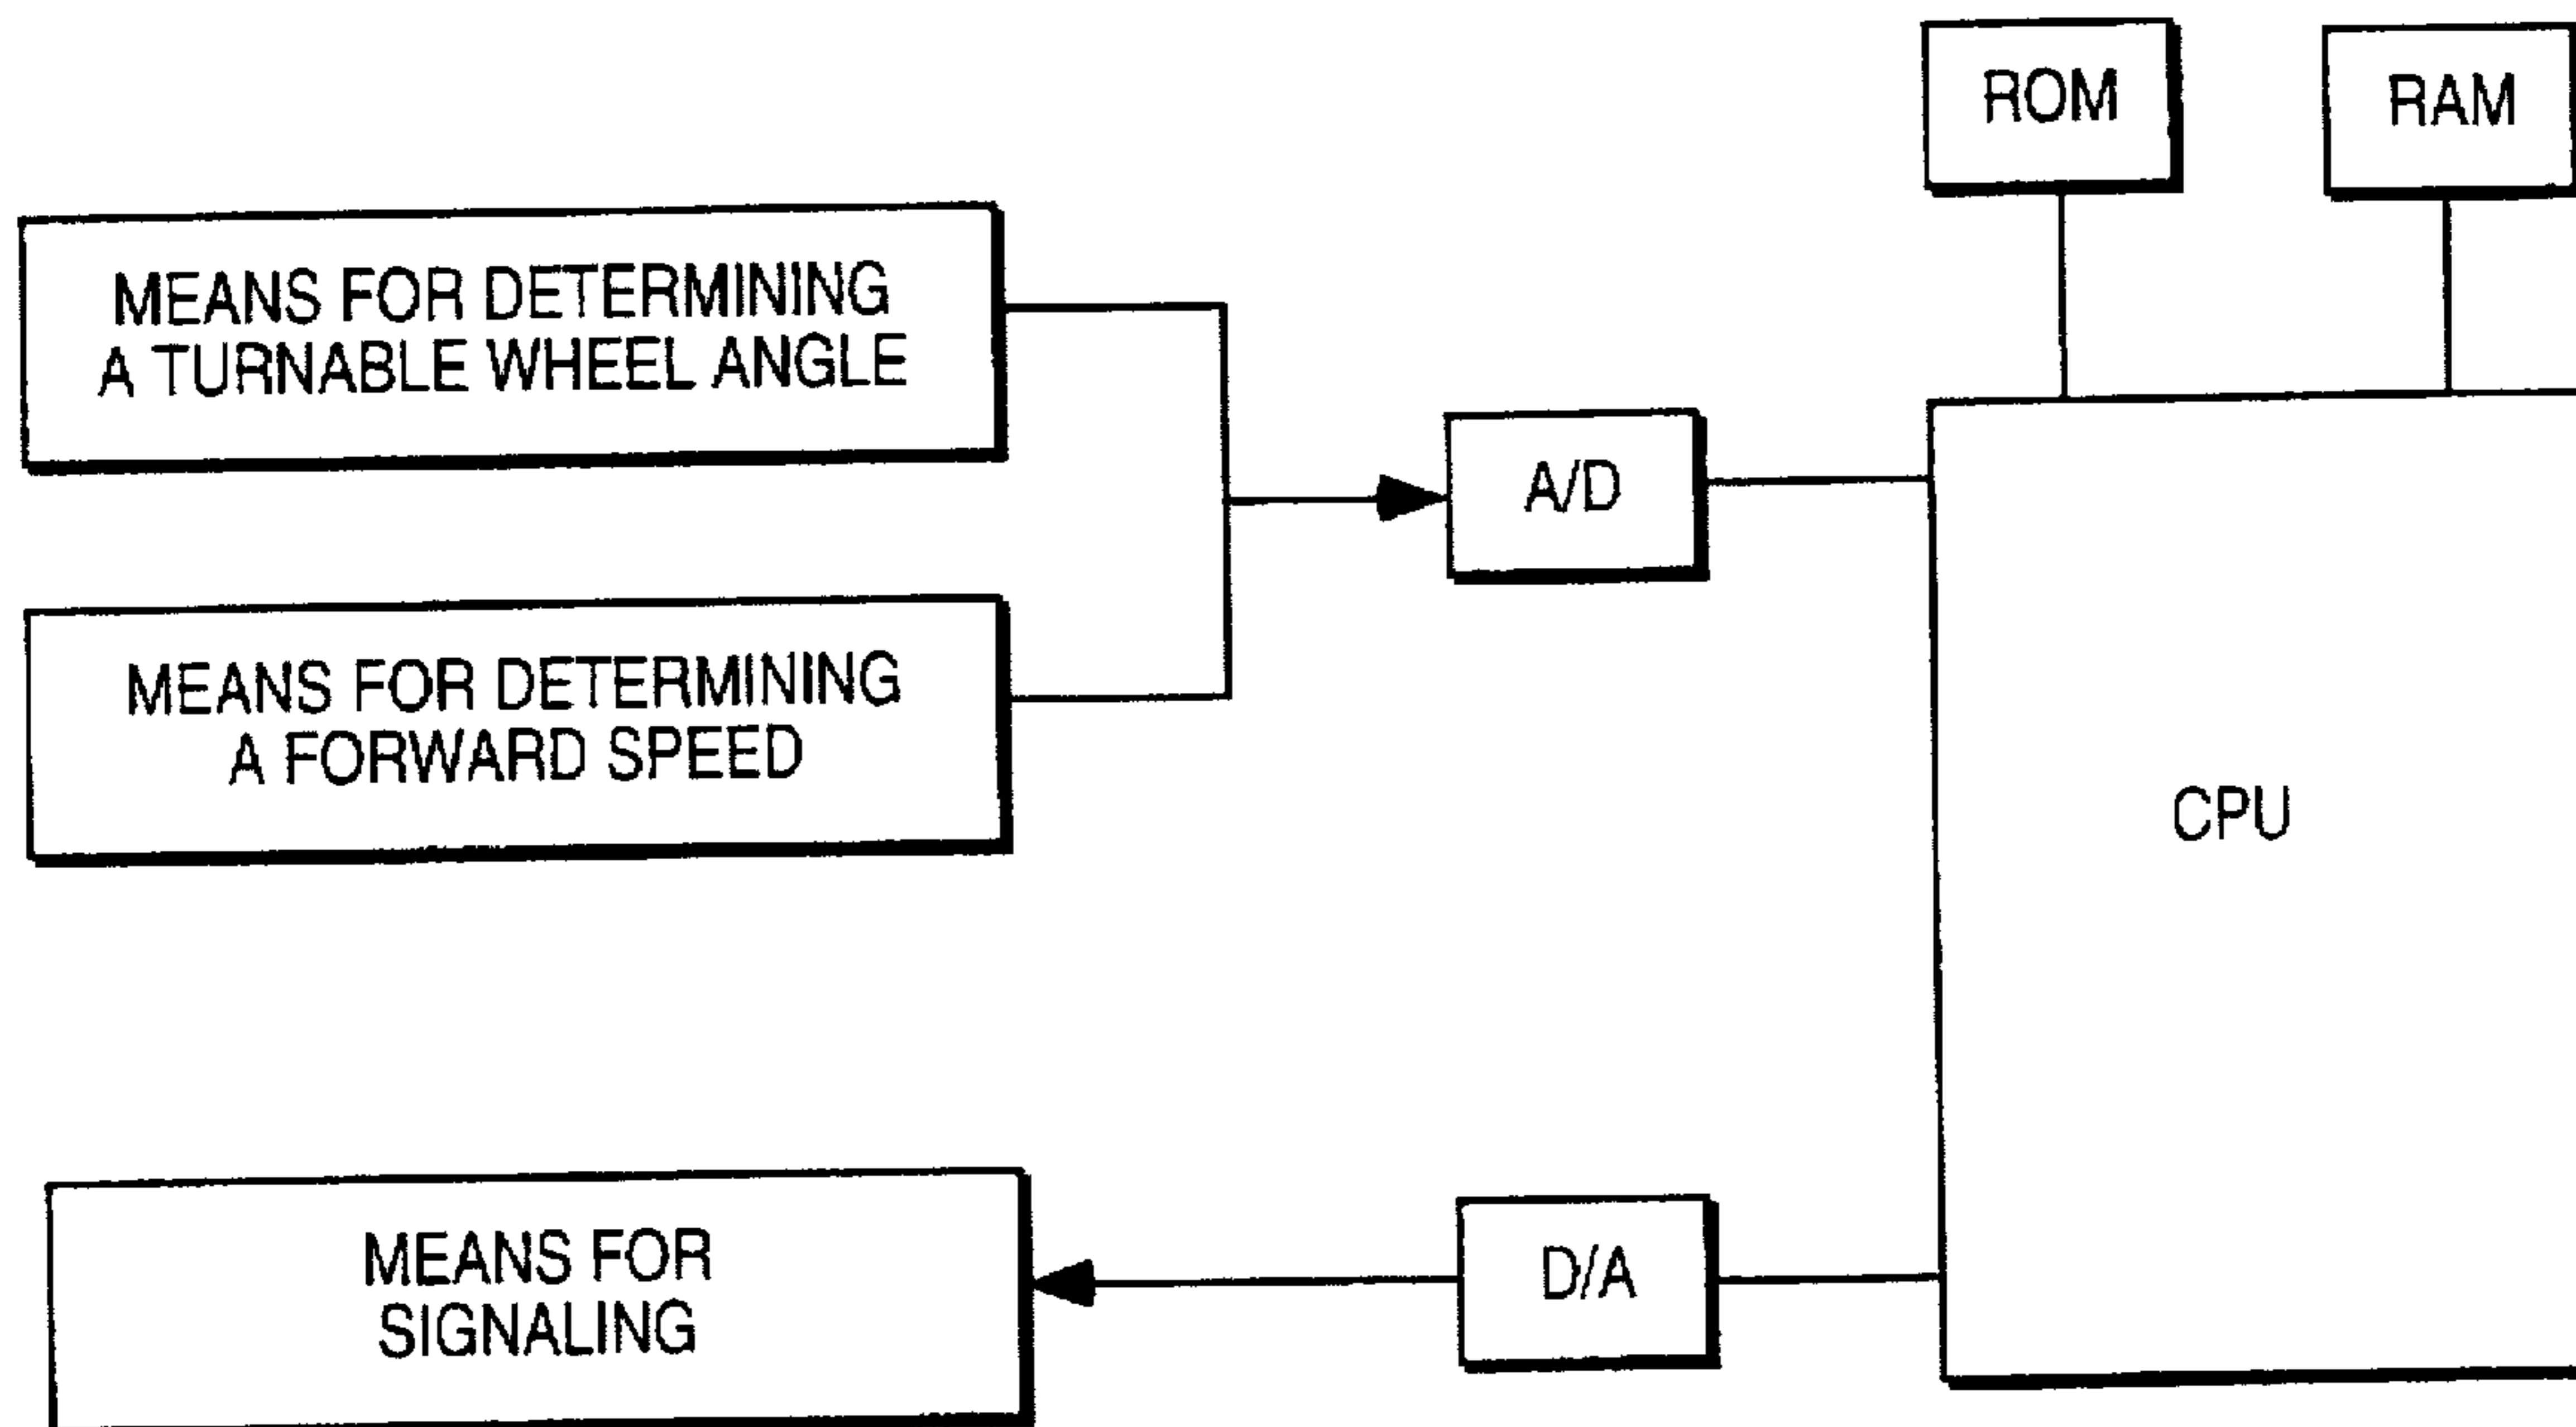 ROM
RAM
MEANS FOR DETERMINING
A TURNABLE WHEEL ANGLE
A/D
MEANS FOR DETERMINING
A FORWARD SPEED
CPU
MEANS FOR
SIGNALING
D/A